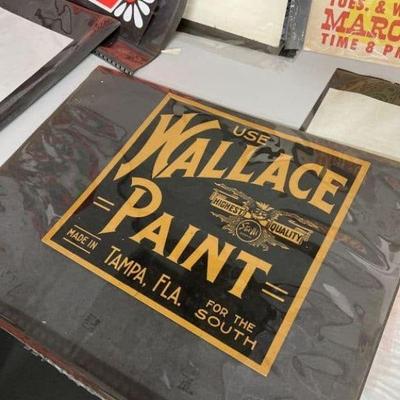 TUES. & W
MARC
TIME 8 P
USE
WALLACE
HIGHEST QUALITY
PAINT
MADE IN
TAMPA, FLA.
FOR THE
SOUTH